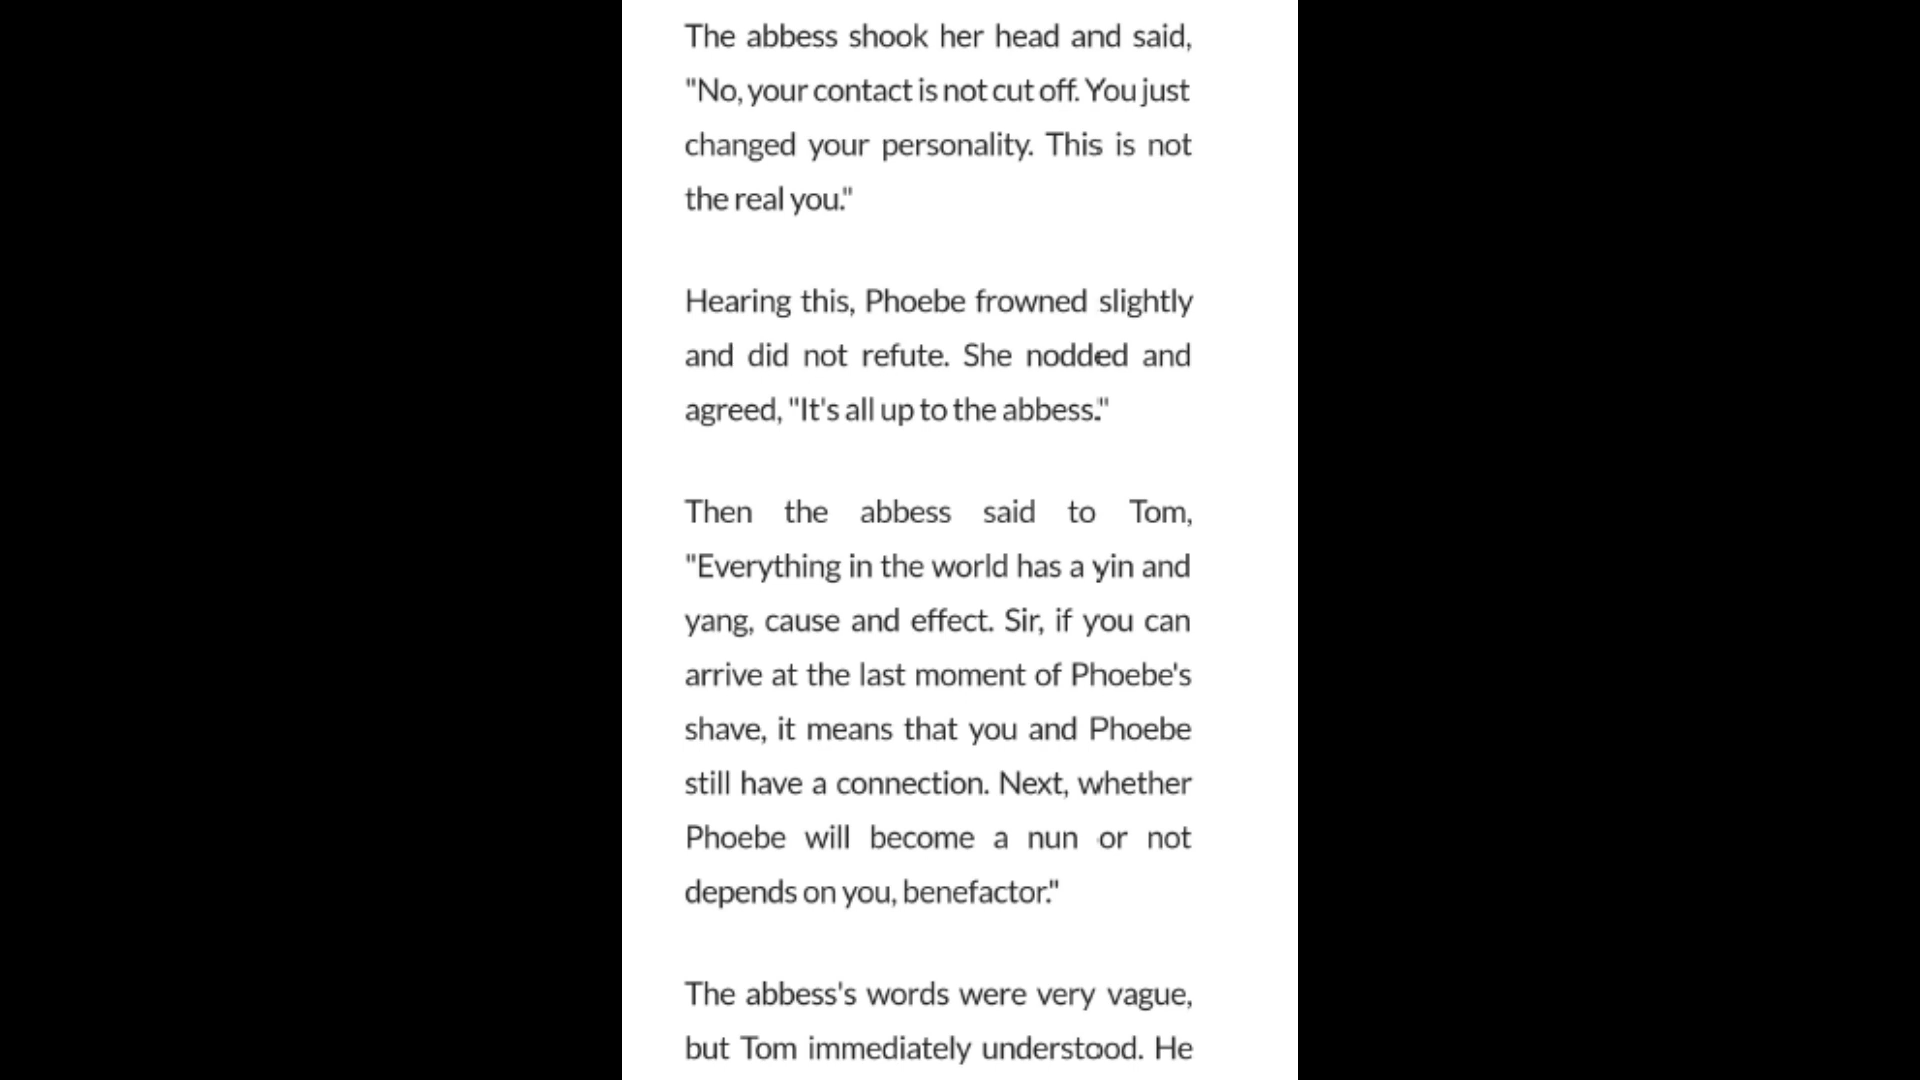 The abbess shook her head and said,
"No, your contact is not cut off. You just
changed your personality. This is not
the real you."
Hearing this, Phoebe frowned slightly
and did not refute. She nodded and
agreed, "It's all up to the abbess."
Then the abbess said to Tom,
"Everything in the world has a yin and
yang, cause and effect. Sir, if you can
arrive at the last moment of Phoebe's
shave, it means that you and Phoebe
still have a connection. Next, whether
Phoebe will become a nun or not
depends on you, benefactor."
The abbess's words were very vague,
but Tom immediately understood. He